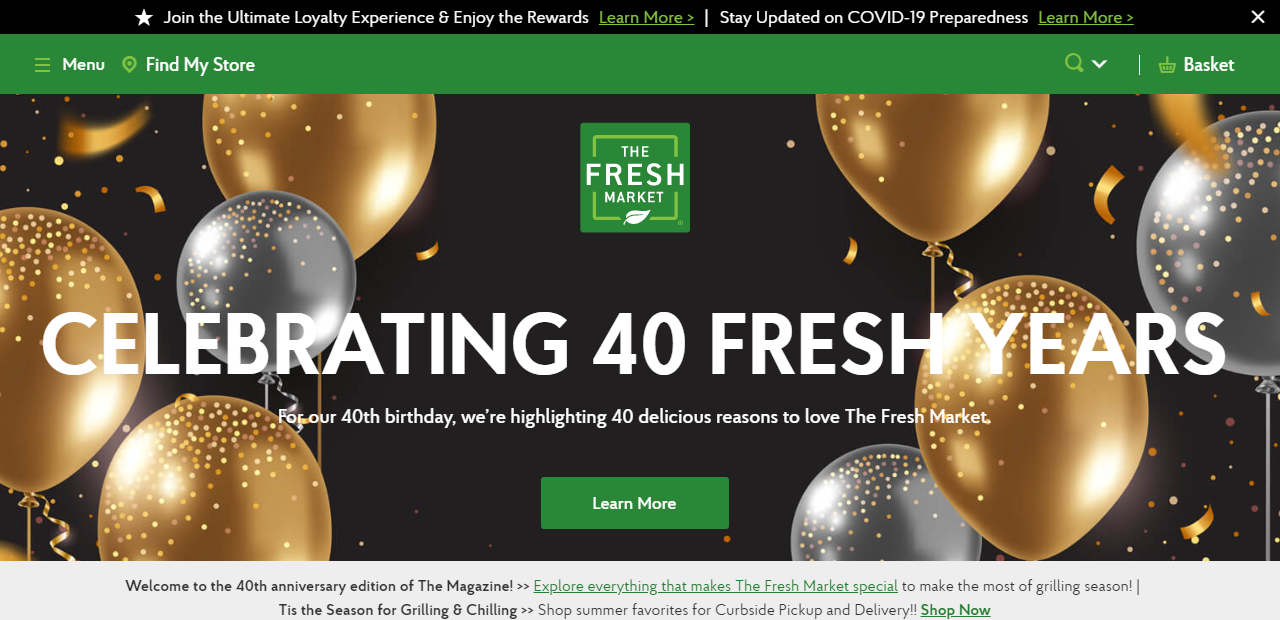 Join the Ultimate Loyalty Experience & Enjoy the Rewards Learn More > | Stay Updated on COVID-19 Preparedness Learn More >
Menu Find My Store Basket
THE
FRESH
MARKET
CELEBRATING 40 FRESH YEARS
For our 40th birthday, we’re highlighting 40 delicious reasons to love The Fresh Market.
Learn More
Welcome to the 40th anniversary edition of The Magazine! >> Explore everything that makes The Fresh Market special to make the most of grilling season! |
Tis the Season for Grilling & Chilling >> Shop summer favorites for Curbside Pickup and Delivery!! Shop Now